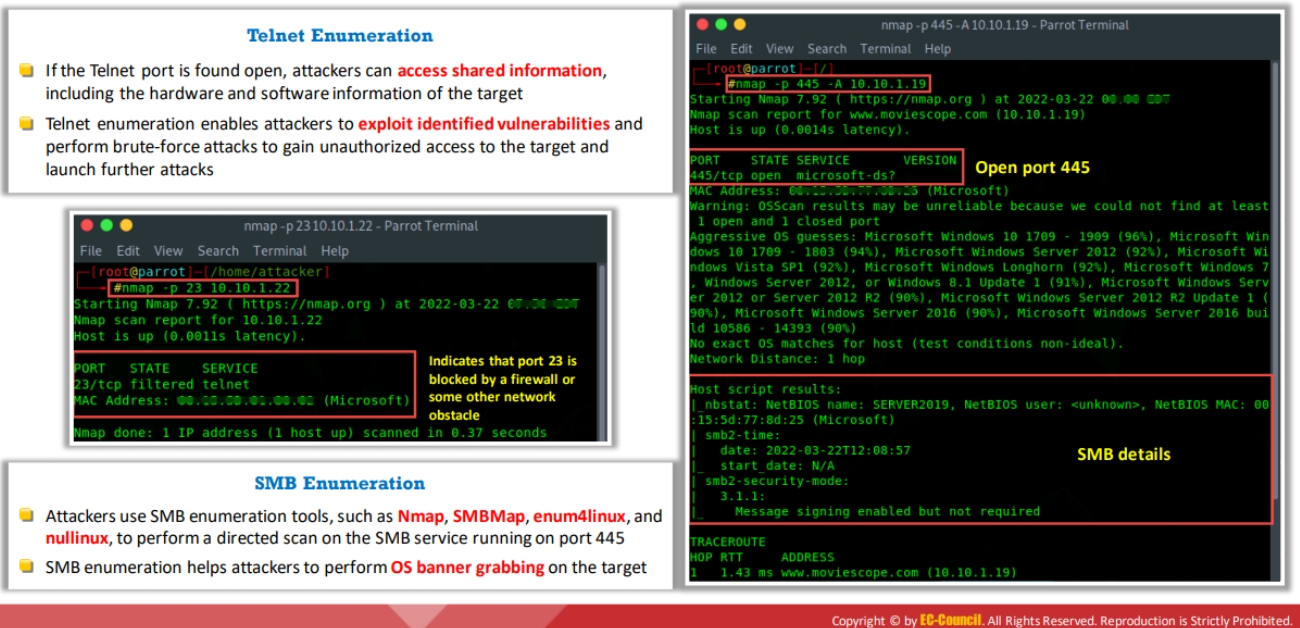 Telnet Enumeration
If the Telnet port is found open, attackers can access shared information,
including the hardware and software information of the target
Telnet enumeration enables attackers to exploit identified vulnerabilities and
perform brute-force attacks to gain unauthorized access to the target and
launch further attacks
nmap -p 23 10.10.1.22 - Parrot Terminal
File Edit View Search Terminal Help
[root@parrot]-[/home/attacker]
#nmap -p 23 10.10.1.22
Starting Nmap 7.92 ( https://nmap.org ) at 2022-03-22
Nmap scan report for 10.10.1.22
Host is up (0.0011s latency).
PORT STATE SERVICE
23/tcp filtered telnet
MAC Address: (Microsoft)
Nmap done: 1 IP address (1 host up) scanned in 0.37 seconds
Indicates that port 23 is
blocked by a firewall or
some other network
obstacle
SMB Enumeration
Attackers use SMB enumeration tools, such as Nmap, SMBMap, enum4linux, and
nullinux, to perform a directed scan on the SMB service running on port 445
SMB enumeration helps attackers to perform OS banner grabbing on the target
nmap -p 445 -A 10.10.1.19 - Parrot Terminal
File Edit View Search Terminal Help
[root@parrot]-[/]
#nmap -p 445 -A 10.10.1.19
Starting Nmap 7.92 ( https://nmap.org ) at 2022-03-22
Nmap scan report for www.moviescope.com (10.10.1.19)
Host is up (0.0014s latency).
PORT STATE SERVICE VERSION
445/tcp open microsoft-ds?
Open port 445
MAC Address: (Microsoft)
Warning: OSScan results may be unreliable because we could not find at least
1 open and 1 closed port
Aggressive OS guesses: Microsoft Windows 10 1709 - 1909 (96%), Microsoft Win
dows 10 1709 - 1803 (94%), Microsoft Windows Server 2012 (92%), Microsoft Wi
ndows Vista SP1 (92%), Microsoft Windows Longhorn (92%), Microsoft Windows 7
, Windows Server 2012, or Windows 8.1 Update 1 (91%), Microsoft Windows Serv
er 2012 or Server 2012 R2 (90%), Microsoft Windows Server 2012 R2 Update 1 (
90%), Microsoft Windows Server 2016 (90%), Microsoft Windows Server 2016 bui
ld 10586 - 14393 (90%)
No exact OS matches for host (test conditions non-ideal).
Network Distance: 1 hop
Host script results:
|_nbstat: NetBIOS name: SERVER2019, NetBIOS user: <unknown>, NetBIOS MAC: 00
:15:5d:77:8d:25 (Microsoft)
| smb2-time:
| date: 2022-03-22T12:08:57
|_ start_date: N/A
| smb2-security-mode:
| 3.1.1:
|_ Message signing enabled but not required
SMB details
TRACEROUTE
HOP RTT ADDRESS
1 1.43 ms www.moviescope.com (10.10.1.19)
Copyright © by EC-Council. All Rights Reserved. Reproduction is Strictly Prohibited.